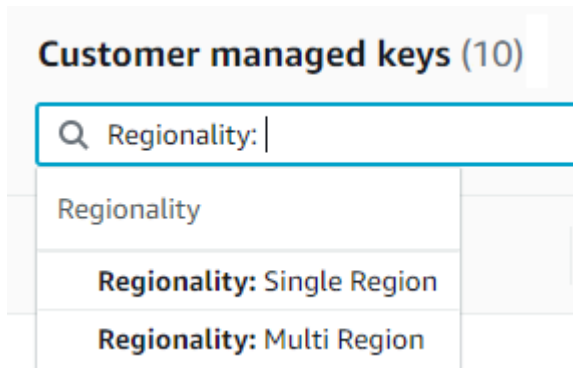 Customer managed keys (10)
Regionality:
Regionality
Regionality: Single Region
Regionality: Multi Region